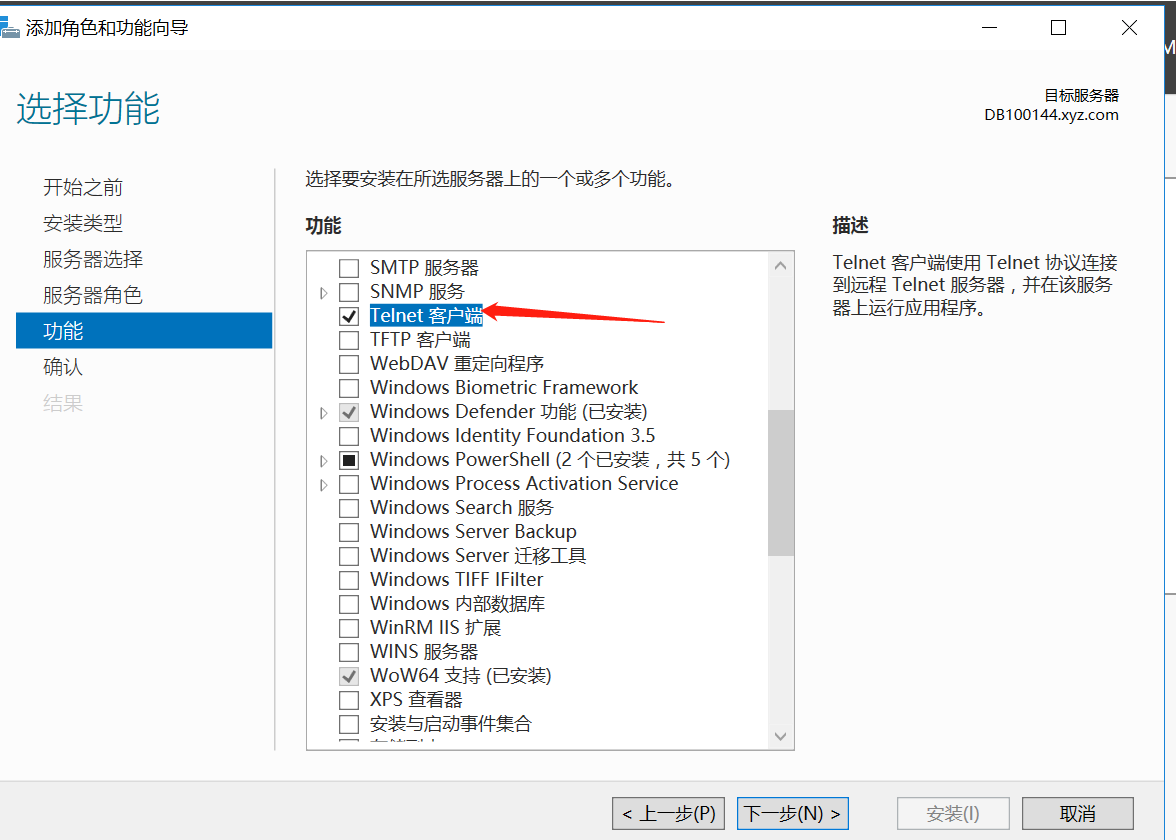 添加角色和功能向导
选择功能
目标服务器
DB100144.xyz.com
开始之前
安装类型
服务器选择
服务器角色
功能
确认
结果
选择要安装在所选服务器上的一个或多个功能。
功能
SMTP 服务器
SNMP 服务
Telnet 客户端
TFTP 客户端
WebDAV 重定向程序
Windows Biometric Framework
Windows Defender 功能 (已安装)
Windows Identity Foundation 3.5
Windows PowerShell (2 个已安装，共 5 个)
Windows Process Activation Service
Windows Search 服务
Windows Server Backup
Windows Server 迁移工具
Windows TIFF IFilter
Windows 内部数据库
WinRM IIS 扩展
WINS 服务器
WoW64 支持 (已安装)
XPS 查看器
安装与启动事件集合
描述
Telnet 客户端使用 Telnet 协议连接
到远程 Telnet 服务器，并在该服务
器上运行应用程序。
< 上一步(P)
下一步(N) >
安装(I)
取消